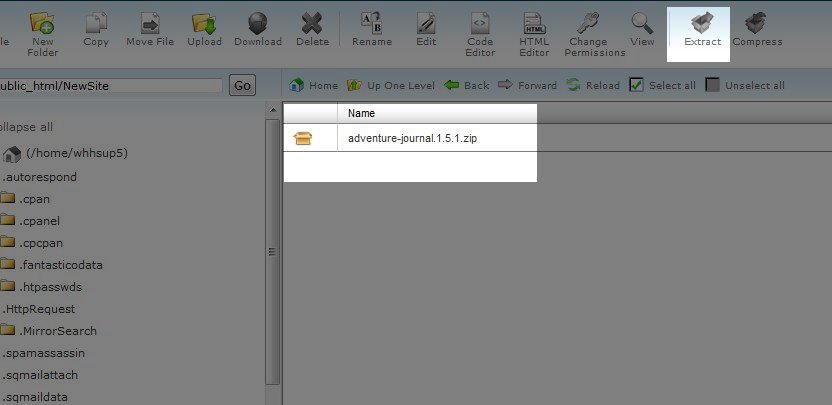 le New Folder Copy Move File Upload Download Delete Rename Edit Code Editor HTML Editor Change Permissions View Extract Compress
ublic_html/NewSite Go Home Up One Level Back Forward Reload Select all Unselect all
ollapse all
Name
(/home/whhsup5)
adventure-journal.1.5.1.zip
.autorespond
.cpan
.cpanel
.cpcpan
.fantasticodata
.htpasswds
.HttpRequest
.MirrorSearch
.spamassassin
.sqmailattach
.sqmaildata